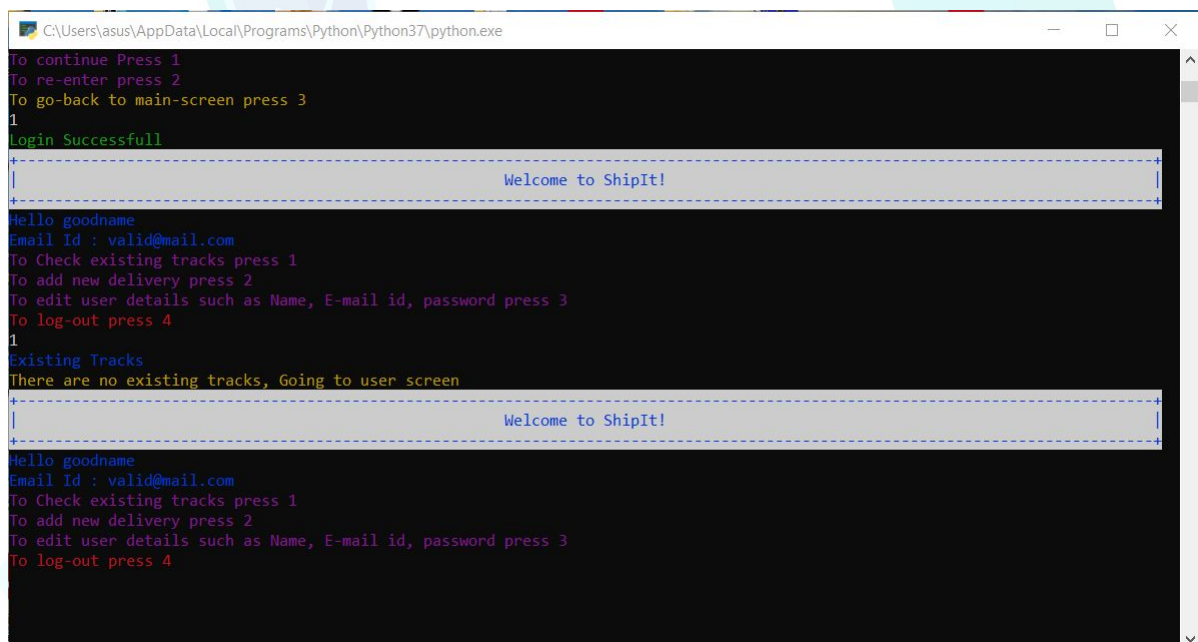 C:\Users\asus\AppData\Local\Programs\Python\Python37\python.exe
To continue Press 1
To re-enter press 2
To go-back to main-screen press 3
1
Login Successfull
Welcome to ShipIt!
Hello goodname
Email Id : valid@mail.com
To Check existing tracks press 1
To add new delivery press 2
To edit user details such as Name, E-mail id, password press 3
To log-out press 4
1
Existing Tracks
There are no existing tracks, Going to user screen
Welcome to ShipIt!
Hello goodname
Email Id : valid@mail.com
To Check existing tracks press 1
To add new delivery press 2
To edit user details such as Name, E-mail id, password press 3
To log-out press 4